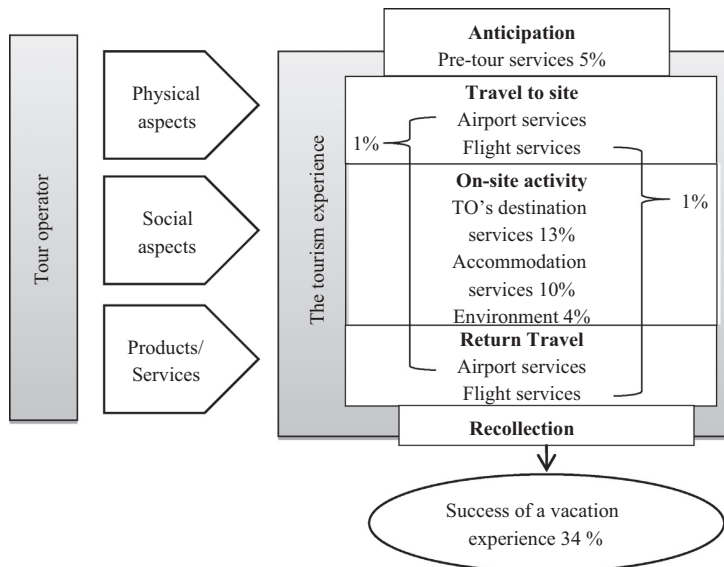 Tour operator
Physical
aspects
Social
aspects
Products/
Services
The tourism experience
Anticipation
Pre-tour services 5%
Travel to site
Airport services
1%
Flight services
On-site activity
TO's destination
1%
services 13%
Accommodation
services 10%
Environment 4%
Return Travel
Airport services
Flight services
Recollection
Success of a vacation
experience 34 %